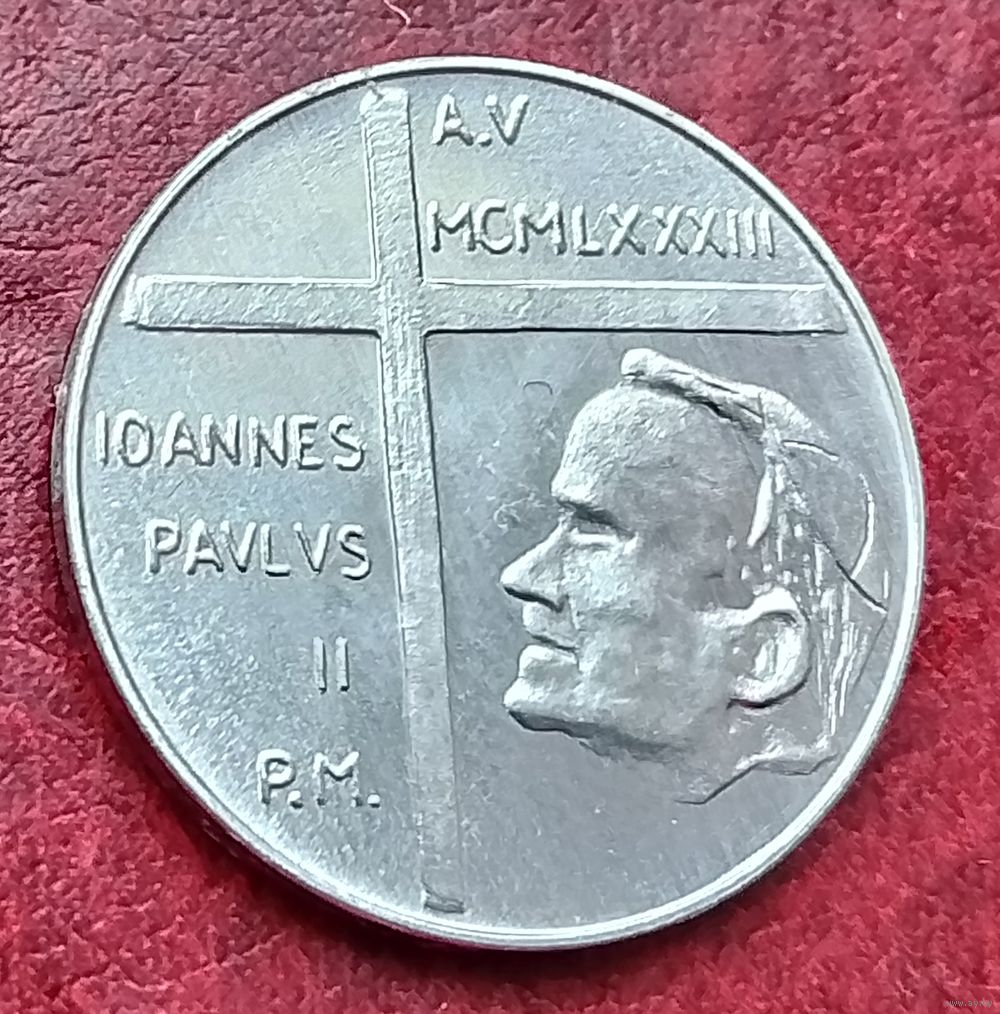 A.V
MCMLXXXIII
IOANNES
PAVLVS
II
P.M.